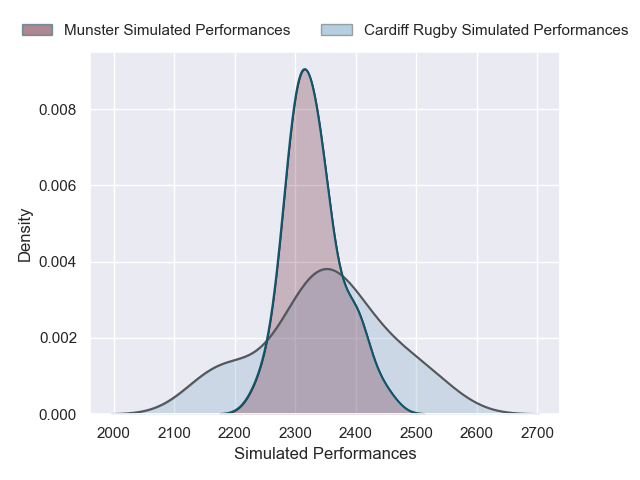 Munster Simulated Performances Cardiff Rugby Simulated Performances
0.008
0.006
0.004
0.002
0.000
Density
2000 2100 2200 2300 2400 2500 2600 2700
Simulated Performances